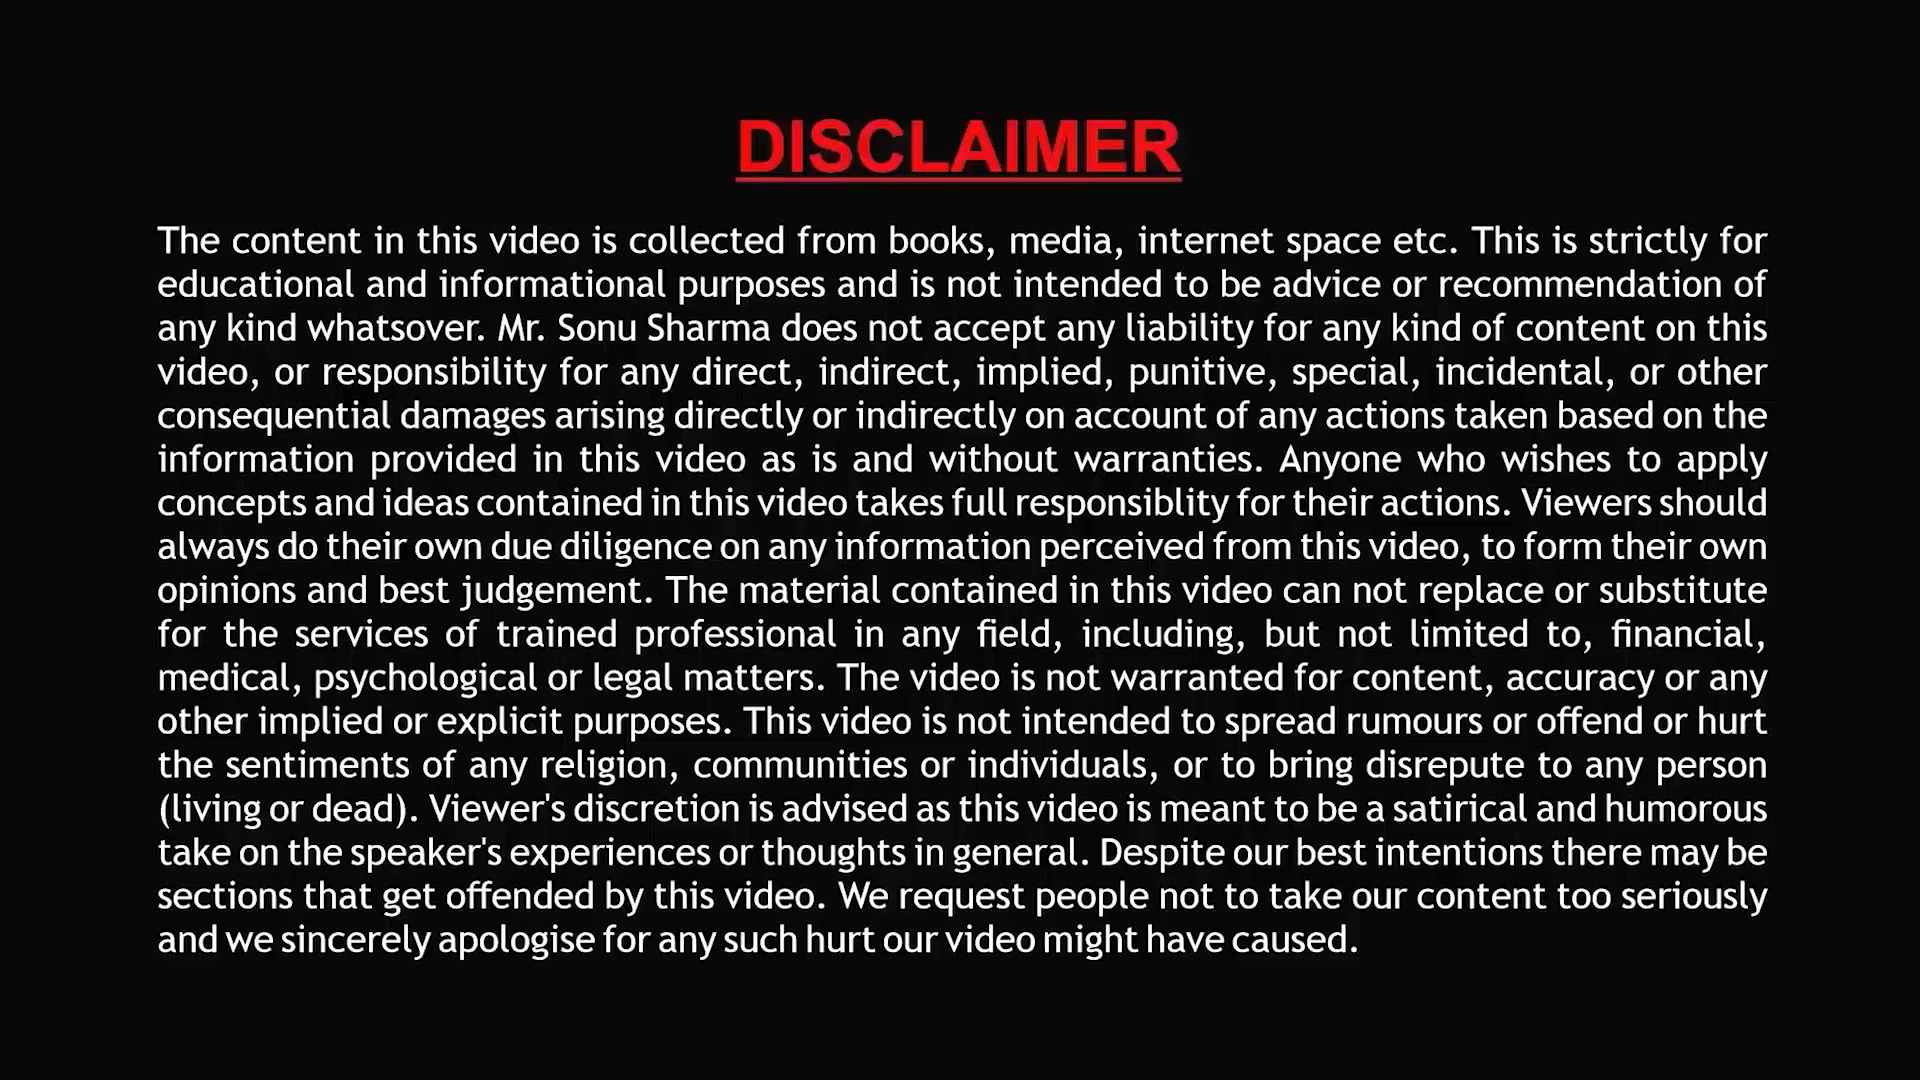 DISCLAIMER
The content in this video is collected from books, media, internet space etc. This is strictly for
educational and informational purposes and is not intended to be advice or recommendation of
any kind whatsover. Mr. Sonu Sharma does not accept any liability for any kind of content on this
video, or responsibility for any direct, indirect, implied, punitive, special, incidental, or other
consequential damages arising directly or indirectly on account of any actions taken based on the
information provided in this video as is and without warranties. Anyone who wishes to apply
concepts and ideas contained in this video takes full responsiblity for their actions. Viewers should
always do their own due diligence on any information perceived from this video, to form their own
opinions and best judgement. The material contained in this video can not replace or substitute
for the services of trained professional in any field, including, but not limited to, financial,
medical, psychological or legal matters. The video is not warranted for content, accuracy or any
other implied or explicit purposes. This video is not intended to spread rumours or offend or hurt
the sentiments of any religion, communities or individuals, or to bring disrepute to any person
(living or dead). Viewer's discretion is advised as this video is meant to be a satirical and humorous
take on the speaker's experiences or thoughts in general. Despite our best intentions there may be
sections that get offended by this video. We request people not to take our content too seriously
and we sincerely apologise for any such hurt our video might have caused.